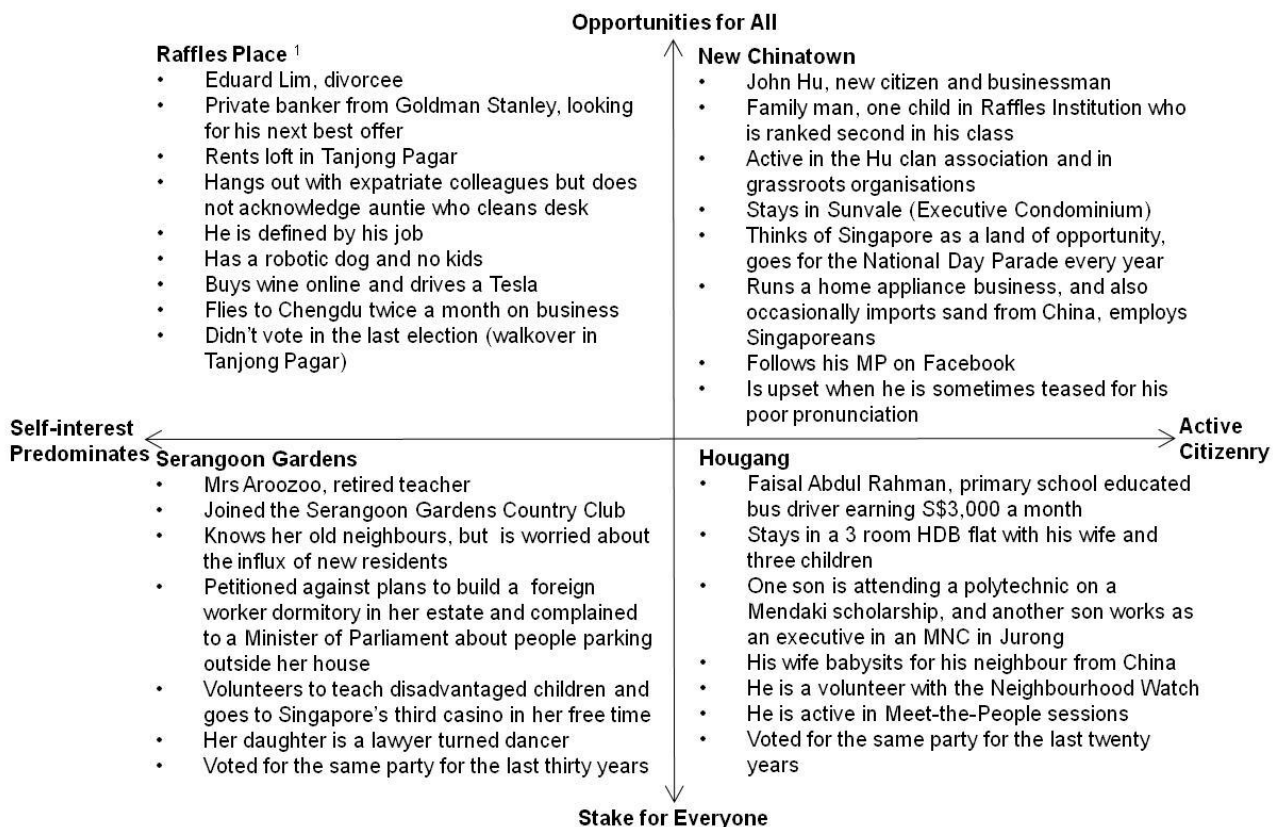 Opportunities for All
Raffles Place 1
• Eduard Lim, divorcee
• Private banker from Goldman Stanley, looking
for his next best offer
• Rents loft in Tanjong Pagar
• Hangs out with expatriate colleagues but does
not acknowledge auntie who cleans desk
• He is defined by his job
• Has a robotic dog and no kids
• Buys wine online and drives a Tesla
• Flies to Chengdu twice a month on business
• Didn't vote in the last election (walkover in
Tanjong Pagar)
New Chinatown
• John Hu, new citizen and businessman
• Family man, one child in Raffles Institution who
is ranked second in his class
• Active in the Hu clan association and in
grassroots organisations
• Stays in Sunvale (Executive Condominium)
• Thinks of Singapore as a land of opportunity,
goes for the National Day Parade every year
• Runs a home appliance business, and also
occasionally imports sand from China, employs
Singaporeans
• Follows his MP on Facebook
• Is upset when he is sometimes teased for his
poor pronunciation
Self-interest
Predominates
Active
Citizenry
Serangoon Gardens
• Mrs Aroozoo, retired teacher
• Joined the Serangoon Gardens Country Club
• Knows her old neighbours, but is worried about
the influx of new residents
• Petitioned against plans to build a foreign
worker dormitory in her estate and complained
to a Minister of Parliament about people parking
outside her house
• Volunteers to teach disadvantaged children and
goes to Singapore's third casino in her free time
• Her daughter is a lawyer turned dancer
• Voted for the same party for the last thirty years
Hougang
• Faisal Abdul Rahman, primary school educated
bus driver earning S$3,000 a month
• Stays in a 3 room HDB flat with his wife and
three children
• One son is attending a polytechnic on a
Mendaki scholarship, and another son works as
an executive in an MNC in Jurong
• His wife babysits for his neighbour from China
• He is a volunteer with the Neighbourhood Watch
• He is active in Meet-the-People sessions
• Voted for the same party for the last twenty
years
Stake for Everyone